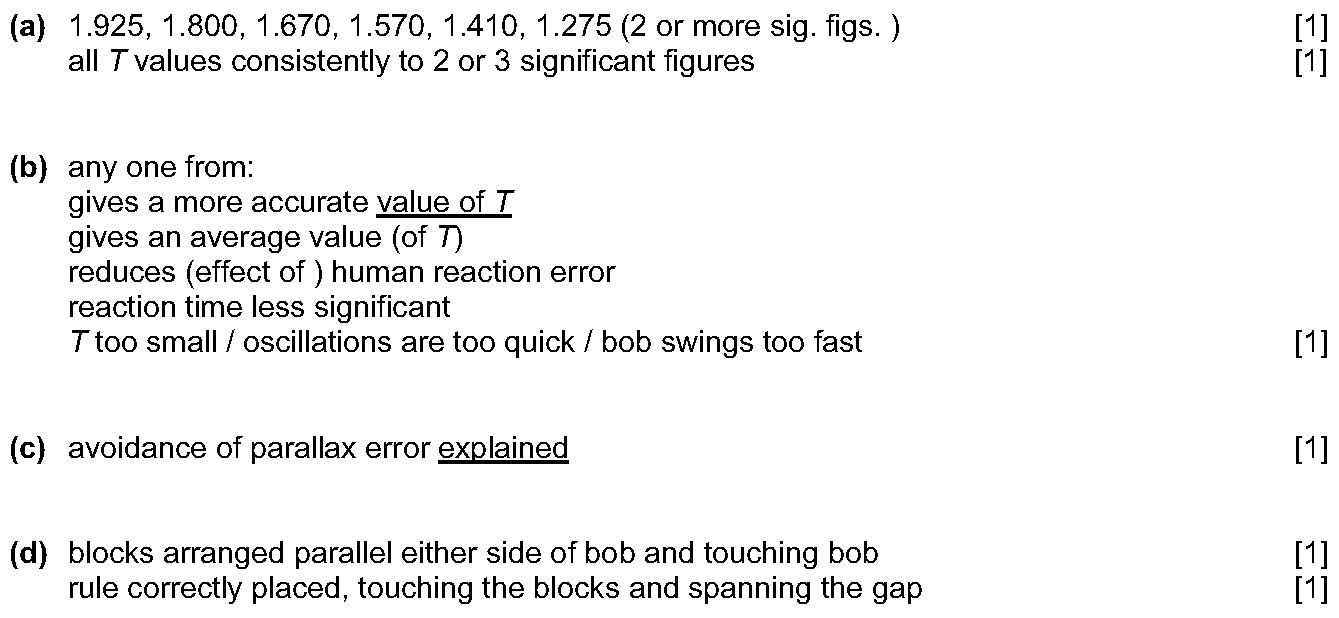 (a) 1.925, 1.800, 1.670, 1.570, 1.410, 1.275 (2 or more sig. figs. ) [1]
all T values consistently to 2 or 3 significant figures [1]
(b) any one from:
gives a more accurate value of T
gives an average value (of T)
reduces (effect of ) human reaction error
reaction time less significant
T too small / oscillations are too quick / bob swings too fast [1]
(c) avoidance of parallax error explained [1]
(d) blocks arranged parallel either side of bob and touching bob [1]
rule correctly placed, touching the blocks and spanning the gap [1]